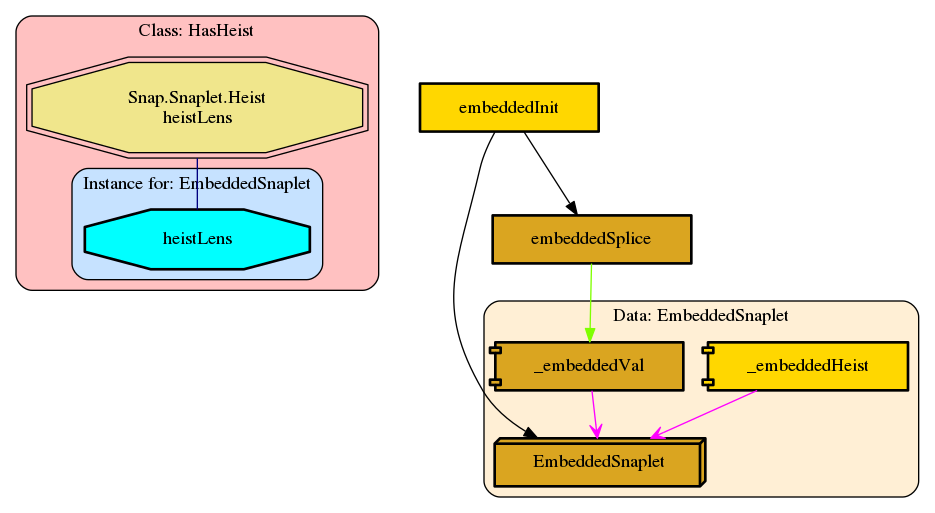 Class: HasHeist
Snap.Snaplet.Heist
heistLens
Instance for: EmbeddedSnaplet
heistLens
embeddedInit
embeddedSplice
Data: EmbeddedSnaplet
_embeddedVal
_embeddedHeist
EmbeddedSnaplet